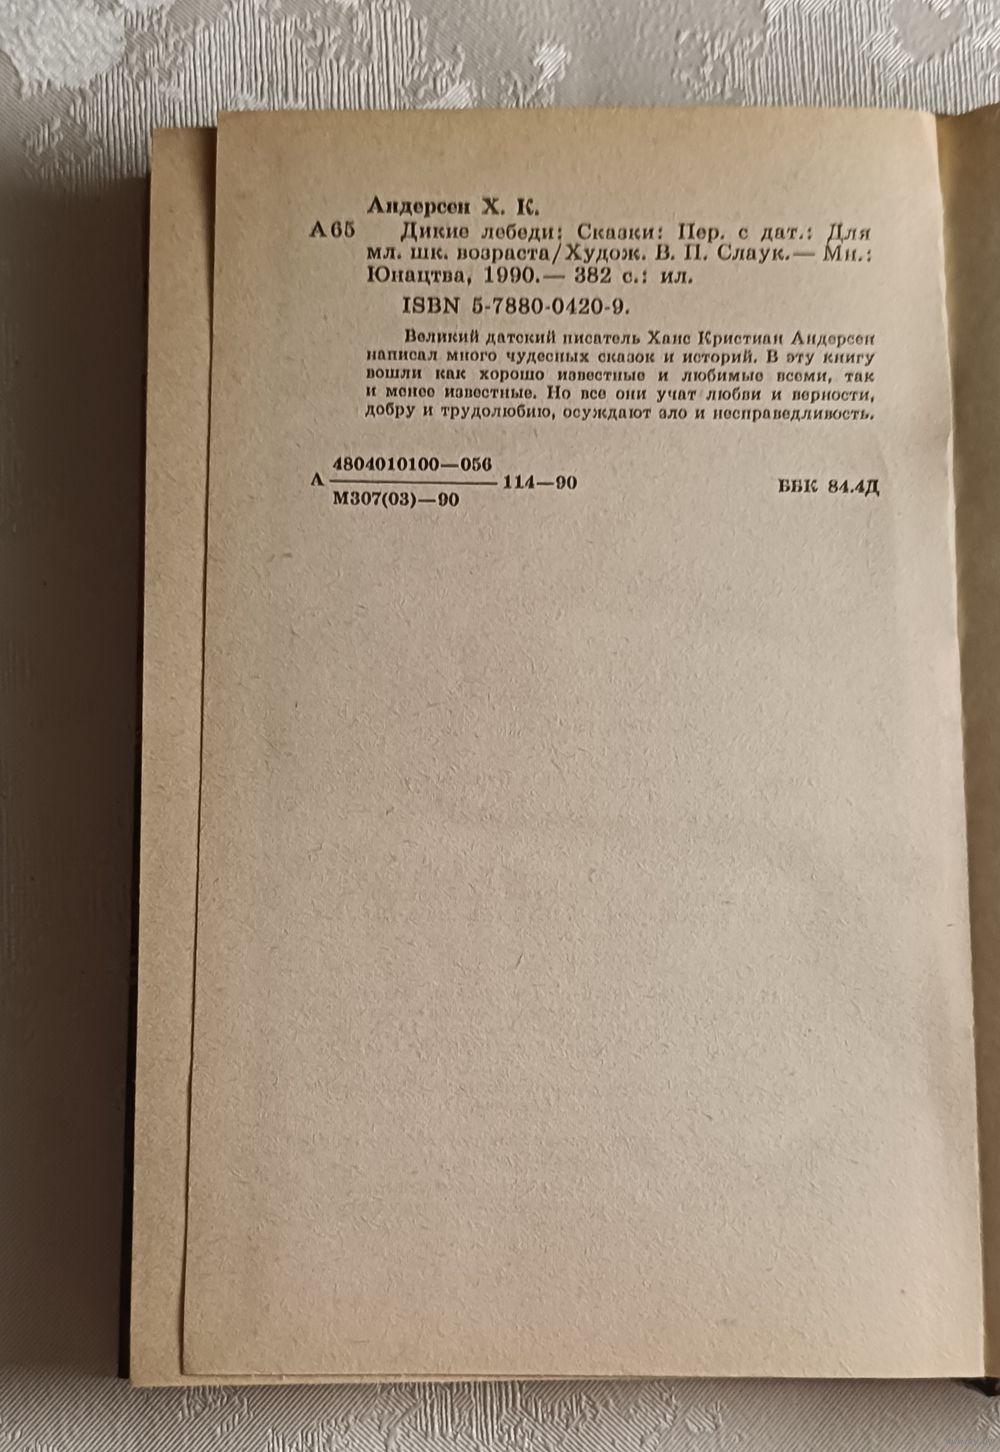 Андерсен Х. К.
А 65 Дикие лебеди: Сказки: Пер. с дат.: Для
мл. шк. возраста/Худож. В. П. Слаук.— Мн.:
Юнацтва, 1990.— 382 с.: ил.
ISBN 5-7880-0420-9.
Великий датский писатель Ханс Кристиан Андерсен
написал много чудесных сказок и историй. В эту книгу
вошли как хорошо известные и любимые всеми, так
и менее известные. Но все они учат любви и верности,
добру и трудолюбию, осуждают зло и несправедливость.
4804010100—056
А 114—90
М307(03)—90
ББК 84.4Д